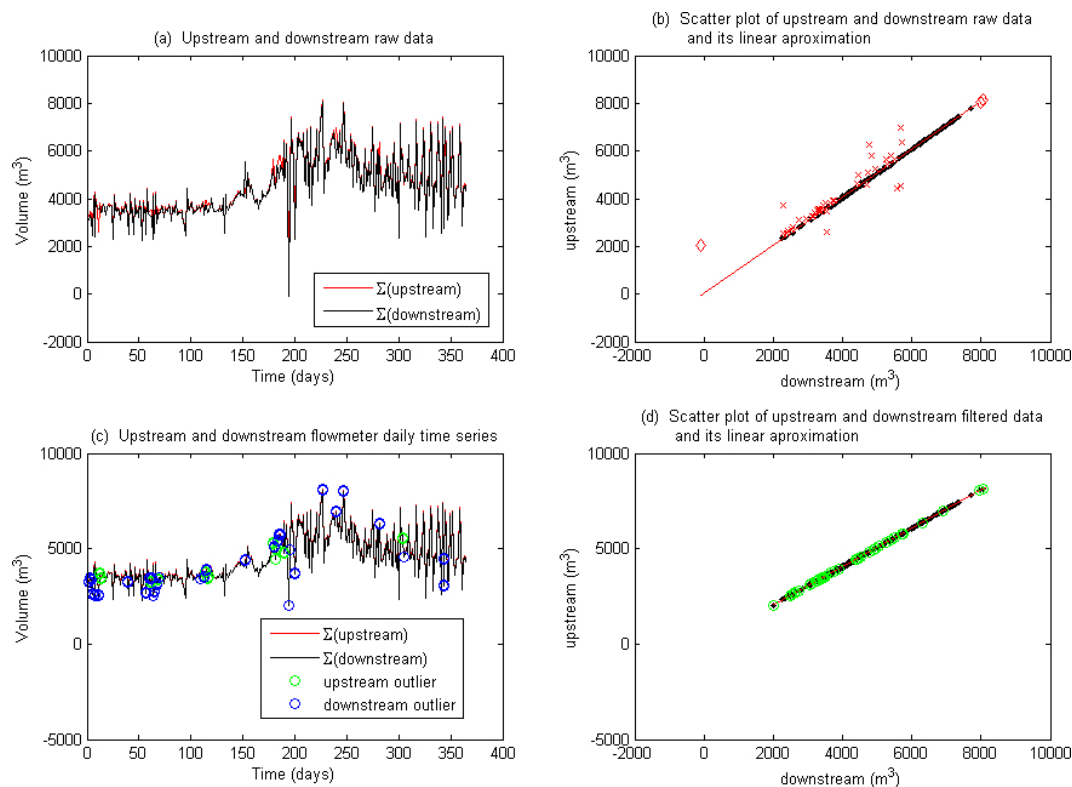 (a) Upstream and downstream raw data
10000
8000
6000
4000
2000
0
-2000
Volume (m³)
Σ(upstream)
Σ(downstream)
0 50 100 150 200 250 300 350 400
Time (days)
(b) Scatter plot of upstream and downstream raw data
and its linear aproximation
10000
8000
6000
4000
2000
0
-2000
upstream (m³)
-2000 0 2000 4000 6000 8000 10000
downstream (m³)
(c) Upstream and downstream flowmeter daily time series
10000
5000
0
-5000
Volume (m³)
Σ(upstream)
Σ(downstream)
upstream outlier
downstream outlier
0 50 100 150 200 250 300 350 400
Time (days)
(d) Scatter plot of upstream and downstream filtered data
and its linear aproximation
10000
5000
0
-5000
upstream (m³)
-2000 0 2000 4000 6000 8000 10000
downstream (m³)